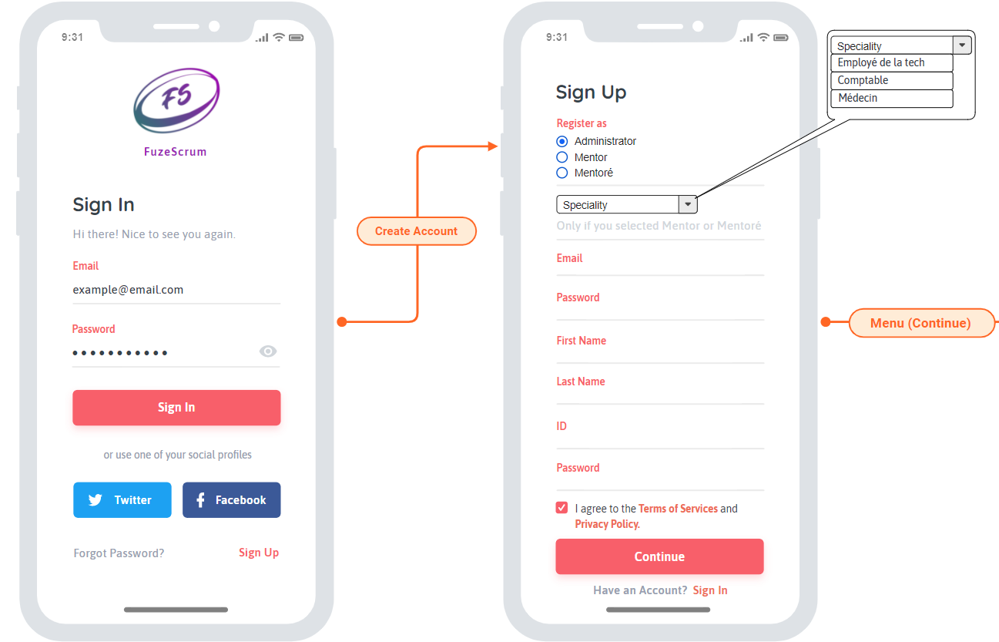 9:31
FS
FuzeScrum
Sign In
Hi there! Nice to see you again.
Email
example@email.com
Password
Sign In
or use one of your social profiles
Twitter
Facebook
Forgot Password?
Sign Up
Create Account
9:31
Sign Up
Register as
Administrator
Mentor
Mentoré
Speciality
Only if you selected Mentor or Mentoré
Email
Password
First Name
Last Name
ID
Password
I agree to the Terms of Services and
Privacy Policy.
Continue
Have an Account? Sign In
Speciality
Employé de la tech
Comptable
Médecin
Menu (Continue)